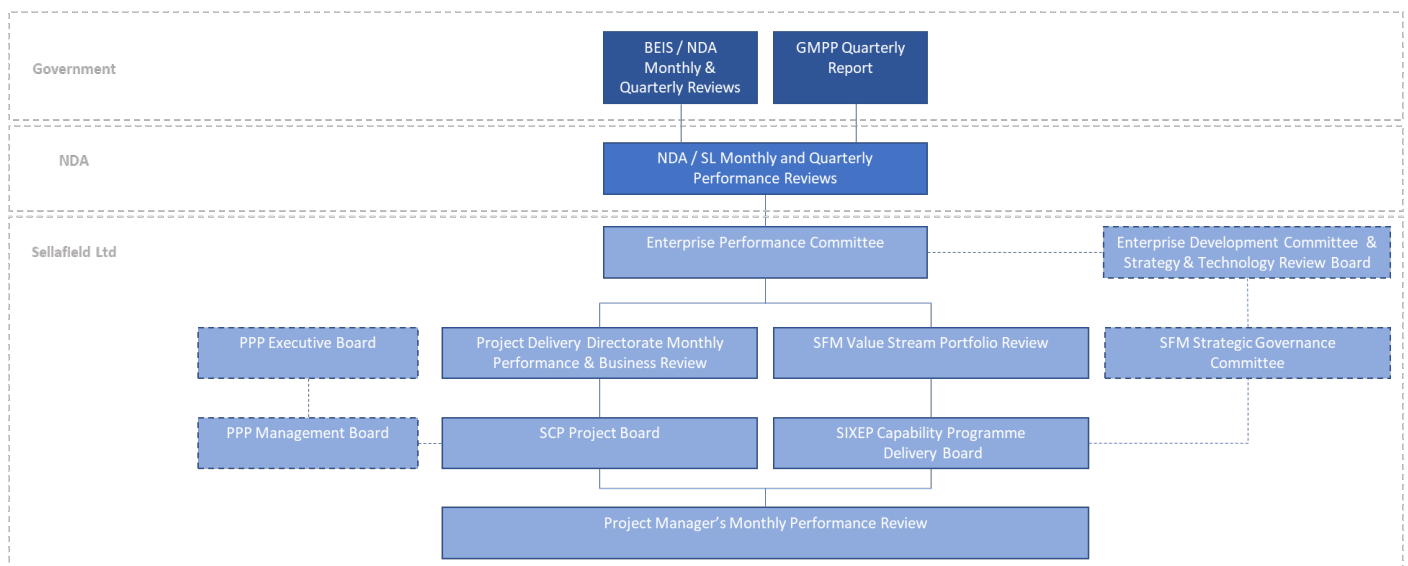 Government
BEIS / NDA
Monthly &
Quarterly Reviews
GMPP Quarterly
Report
NDA
NDA / SL Monthly and Quarterly
Performance Reviews
Sellafield Ltd
Enterprise Performance Committee
Enterprise Development Committee &
Strategy & Technology Review Board
PPP Executive Board
Project Delivery Directorate Monthly
Performance & Business Review
SFM Value Stream Portfolio Review
SFM Strategic Governance
Committee
PPP Management Board
SCP Project Board
SIXEP Capability Programme
Delivery Board
Project Manager’s Monthly Performance Review